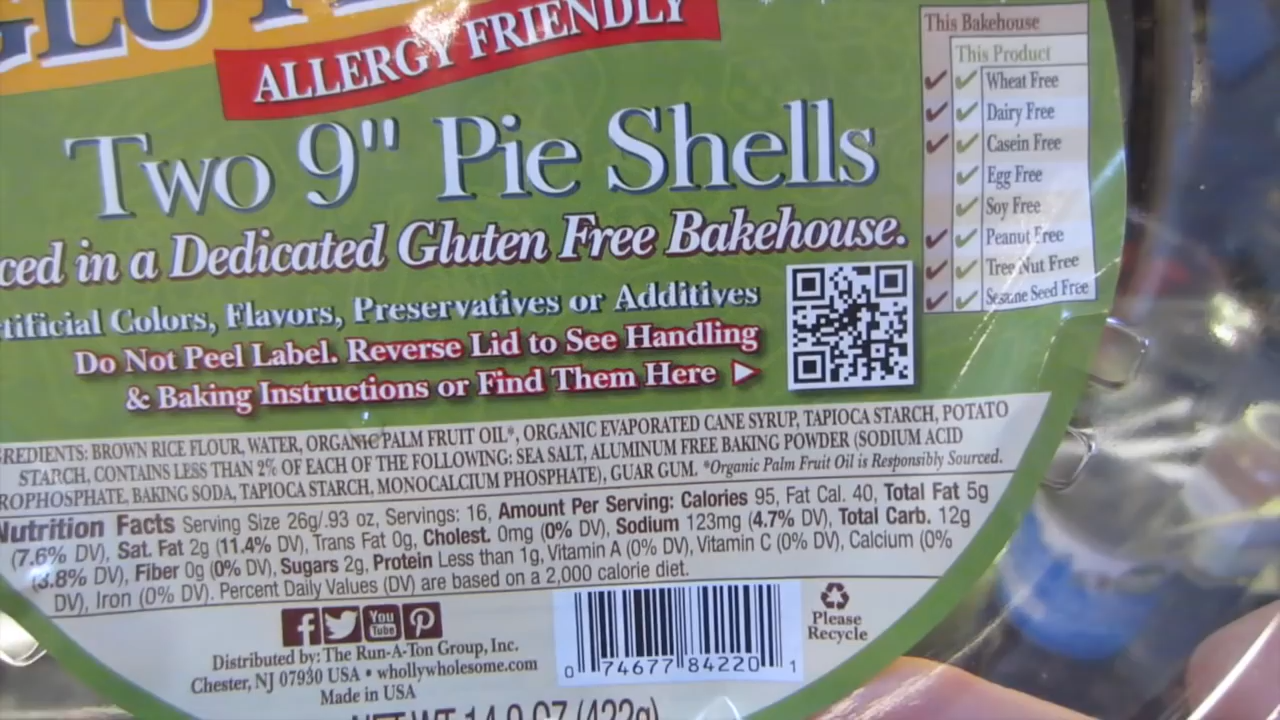 ALLERGY FRIENDLY
Two 9" Pie Shells
in a Dedicated Gluten Free Bakehouse.
Colors, Flavors, Preservatives or Additives
Do Not Peel Label. Reverse Lid to See Handling
& Baking Instructions or Find Them Here ▶
This Bakehouse
This Product
✓ ✓ Wheat Free
✓ ✓ Dairy Free
✓ ✓ Casein Free
✓ Egg Free
✓ Soy Free
✓ ✓ Peanut Free
✓ ✓ Tree Nut Free
✓ ✓ Sesame Seed Free
BROWN RICE FLOUR, WATER, ORGANIC PALM FRUIT OIL*, ORGANIC EVAPORATED CANE SYRUP, TAPIOCA STARCH, POTATO
STARCH, CONTAINS LESS THAN 2% OF EACH OF THE FOLLOWING: SEA SALT, ALUMINUM FREE BAKING POWDER (SODIUM ACID
BAKING SODA, TAPIOCA STARCH, MONOCALCIUM PHOSPHATE), GUAR GUM. *Organic Palm Fruit Oil is Responsibly Sourced.
Nutrition Facts Serving Size 26g/.93 oz, Servings: 16, Amount Per Serving: Calories 95, Fat Cal. 40, Total Fat 5g
(7.6% DV), Sat. Fat 2g (11.4% DV), Trans Fat 0g, Cholest. 0mg (0% DV), Sodium 123mg (4.7% DV), Total Carb. 12g
(3.8% DV), Fiber 0g (0% DV), Sugars 2g, Protein Less than 1g, Vitamin A (0% DV), Vitamin C (0% DV), Calcium (0%
DV), Iron (0% DV). Percent Daily Values (DV) are based on a 2,000 calorie diet.
You Tube
Distributed by: The Run-A-Ton Group, Inc.
Chester, NJ 07930 USA • whollywholesome.com
Made in USA
0 74677 84220 1
Please
Recycle
NET WT 14.9 OZ (422g)